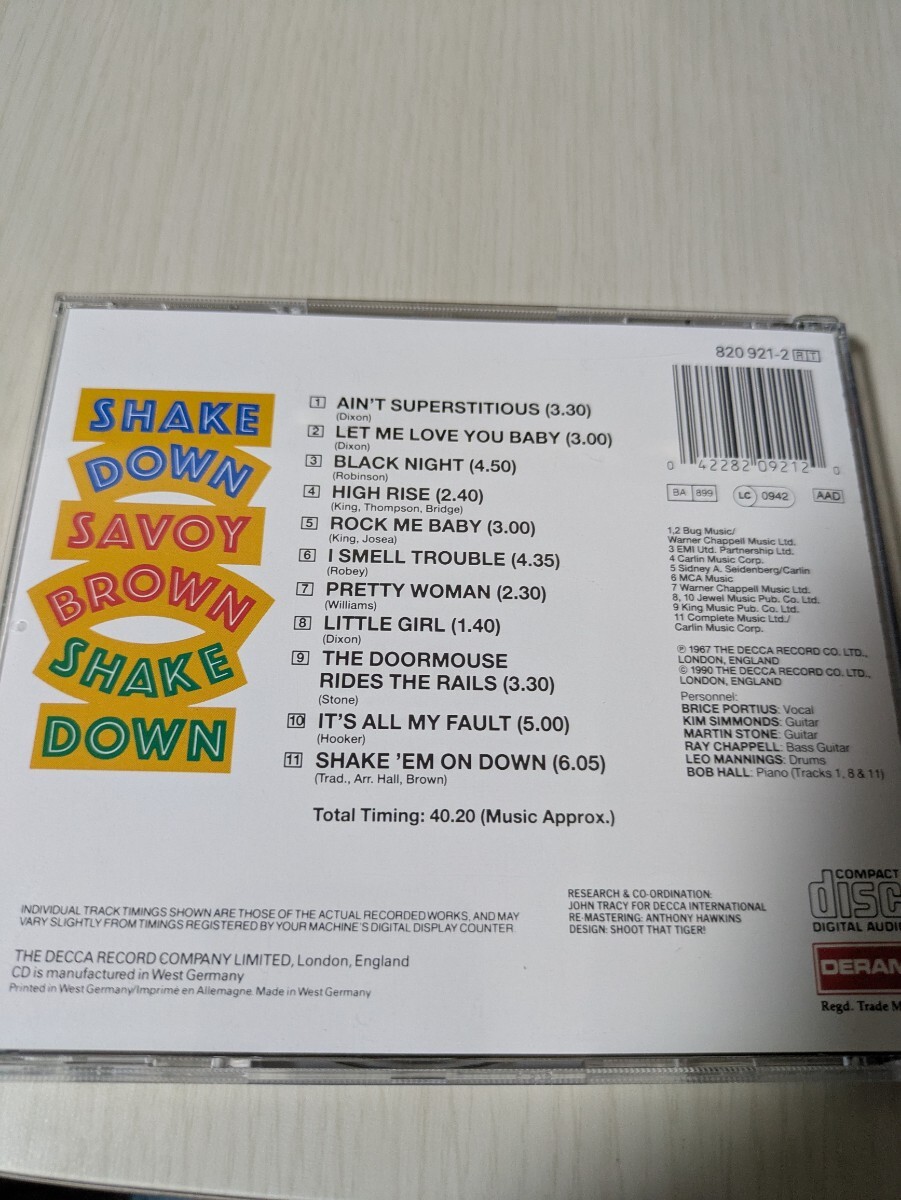 SHAKE
DOWN
SAVOY
BROWN
SHAKE
DOWN
1 AIN'T SUPERSTITIOUS (3.30)
(Dixon)
2 LET ME LOVE YOU BABY (3.00)
(Dixon)
3 BLACK NIGHT (4.50)
(Robinson)
4 HIGH RISE (2.40)
(King, Thompson, Bridge)
5 ROCK ME BABY (3.00)
(King, Josea)
6 I SMELL TROUBLE (4.35)
(Robey)
7 PRETTY WOMAN (2.30)
(Williams)
8 LITTLE GIRL (1.40)
(Dixon)
9 THE DOORMOUSE
RIDES THE RAILS (3.30)
(Stone)
10 IT'S ALL MY FAULT (5.00)
(Hooker)
11 SHAKE 'EM ON DOWN (6.05)
(Trad., Arr. Hall, Brown)
Total Timing: 40.20 (Music Approx.)
820 921-2 RT
0 42282 09212 0
BA 899 LC 0942 AAD
1,2 Bug Music/
Warner Chappell Music Ltd.
3 EMI Utd. Partnership Ltd.
4 Carlin Music Corp.
5 Sidney A. Seidenberg/Carlin
6 MCA Music
7 Warner Chappell Music Ltd.
8, 10 Jewel Music Pub. Co. Ltd.
9 King Music Pub. Co. Ltd.
11 Complete Music Ltd./
Carlin Music Corp.
℗ 1967 THE DECCA RECORD CO. LTD.,
LONDON, ENGLAND
© 1990 THE DECCA RECORD CO. LTD.,
LONDON, ENGLAND
Personnel:
BRICE PORTIUS: Vocal
KIM SIMMONDS: Guitar
MARTIN STONE: Guitar
RAY CHAPPELL: Bass Guitar
LEO MANNINGS: Drums
BOB HALL: Piano (Tracks 1, 8 & 11)
INDIVIDUAL TRACK TIMINGS SHOWN ARE THOSE OF THE ACTUAL RECORDED WORKS, AND MAY
VARY SLIGHTLY FROM TIMINGS REGISTERED BY YOUR MACHINE'S DIGITAL DISPLAY COUNTER
THE DECCA RECORD COMPANY LIMITED, London, England
CD is manufactured in West Germany
Printed in West Germany/Imprimé en Allemagne Made in West Germany
RESEARCH & CO-ORDINATION:
JOHN TRACY FOR DECCA INTERNATIONAL
RE-MASTERING: ANTHONY HAWKINS
DESIGN: SHOOT THAT TIGER!
COMPACT
disc
DIGITAL AUDIO
DERAM
Regd. Trade M